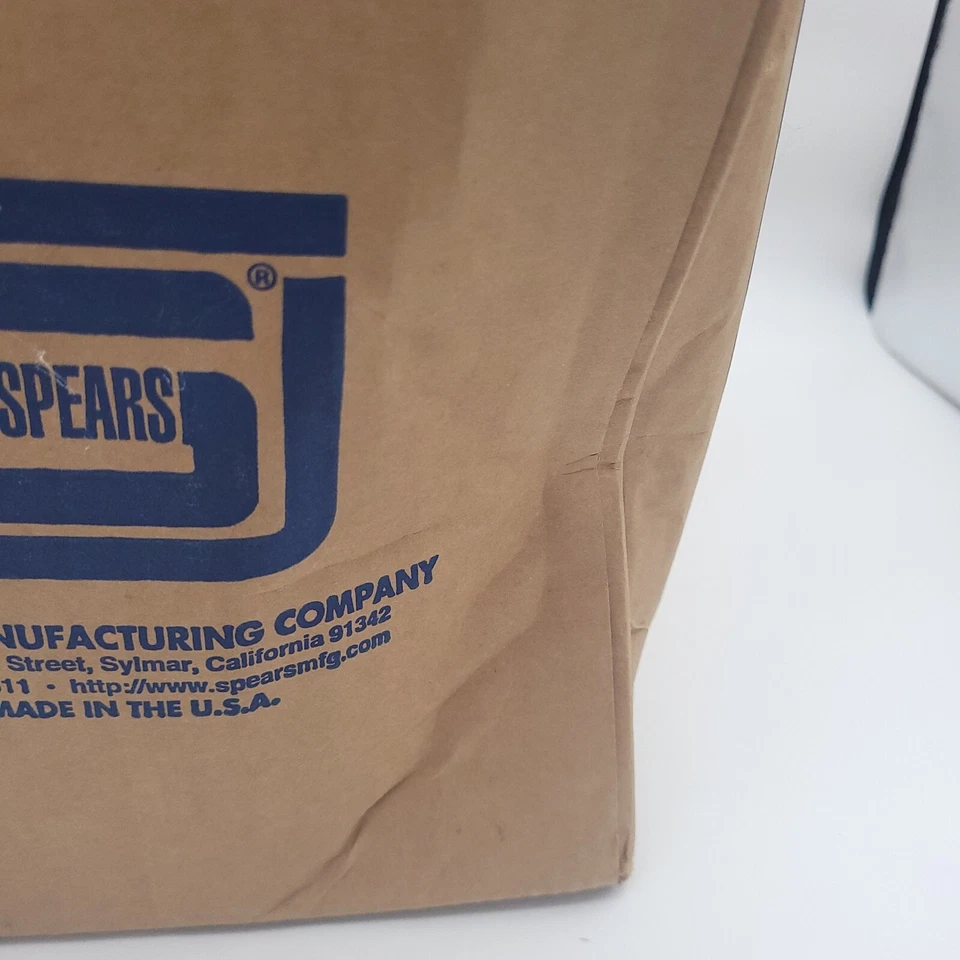 ®
SPEARS
NUFACTURING COMPANY
Street, Sylmar, California 91342
11 • http://www.spearsmfg.com
MADE IN THE U.S.A.